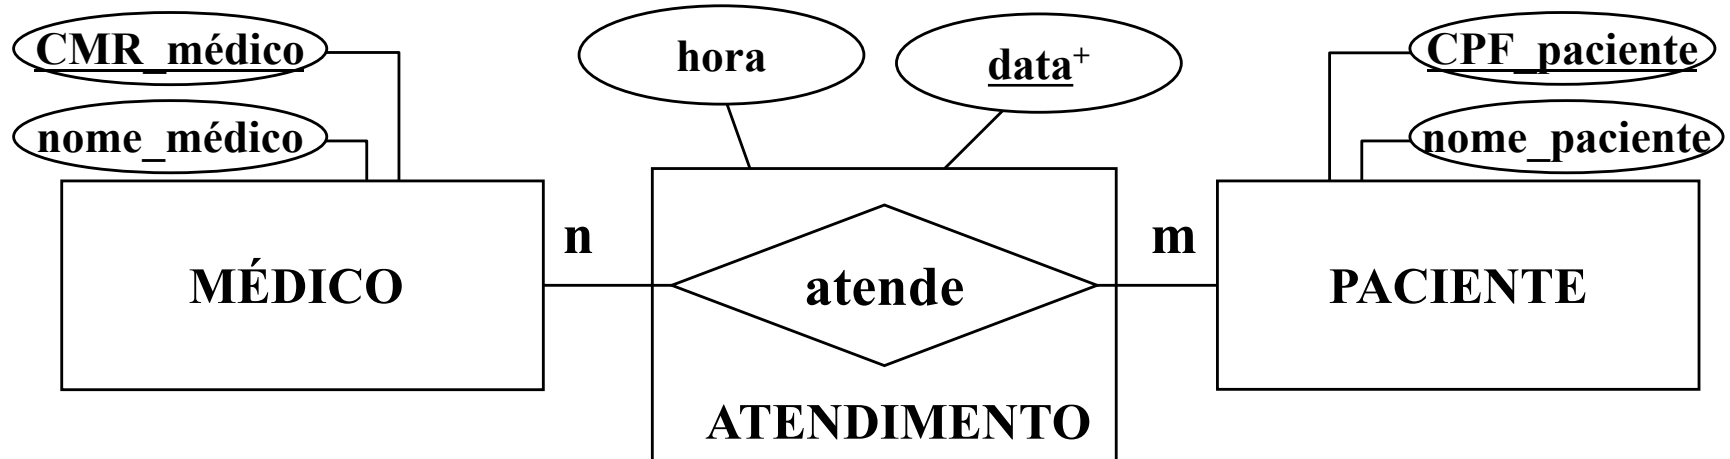 CMR_médico
nome_médico
hora
data+
CPF_paciente
nome_paciente
MÉDICO
n
atende
m
PACIENTE
ATENDIMENTO